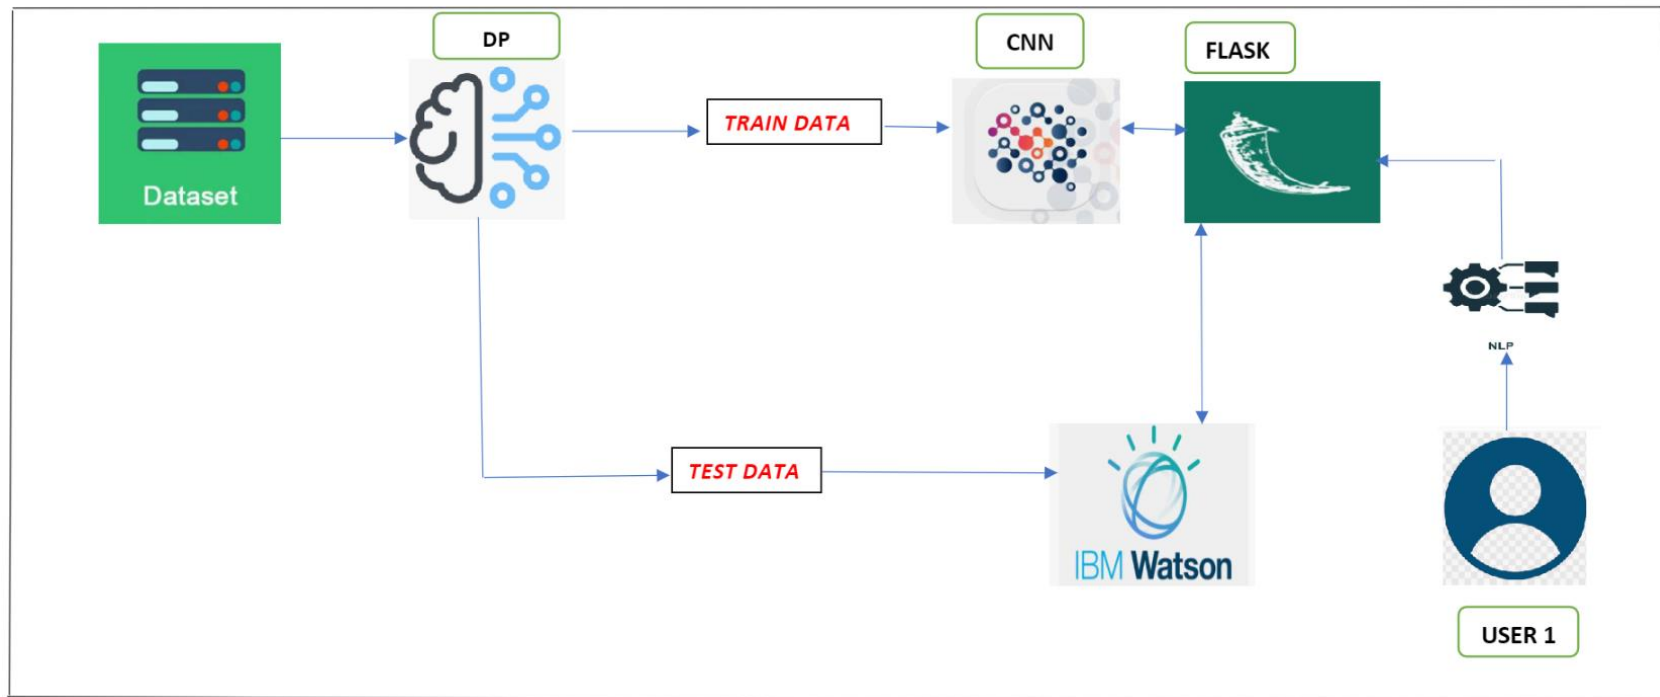 DP
CNN
FLASK
Dataset
TRAIN DATA
NLP
TEST DATA
IBM Watson
USER 1